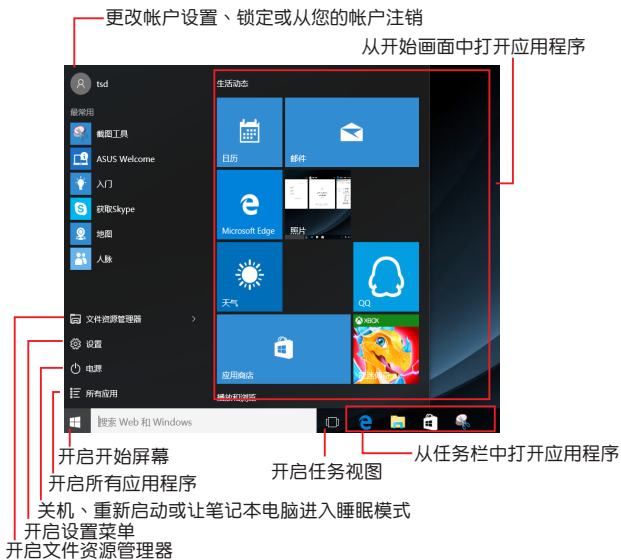 更改帐户设置、锁定或从您的帐户注销
从开始画面中打开应用程序
tsd
生活动态
最常用
截图工具
ASUS Welcome
入门
获取Skype
地图
人脉
日历
邮件
Microsoft Edge
照片
天气
QQ
XBOX
应用商店
播放和浏览
文件资源管理器
设置
电源
所有应用
搜索 Web 和 Windows
开启开始屏幕
开启任务视图
从任务栏中打开应用程序
开启所有应用程序
关机、重新启动或让笔记本电脑进入睡眠模式
开启设置菜单
开启文件资源管理器